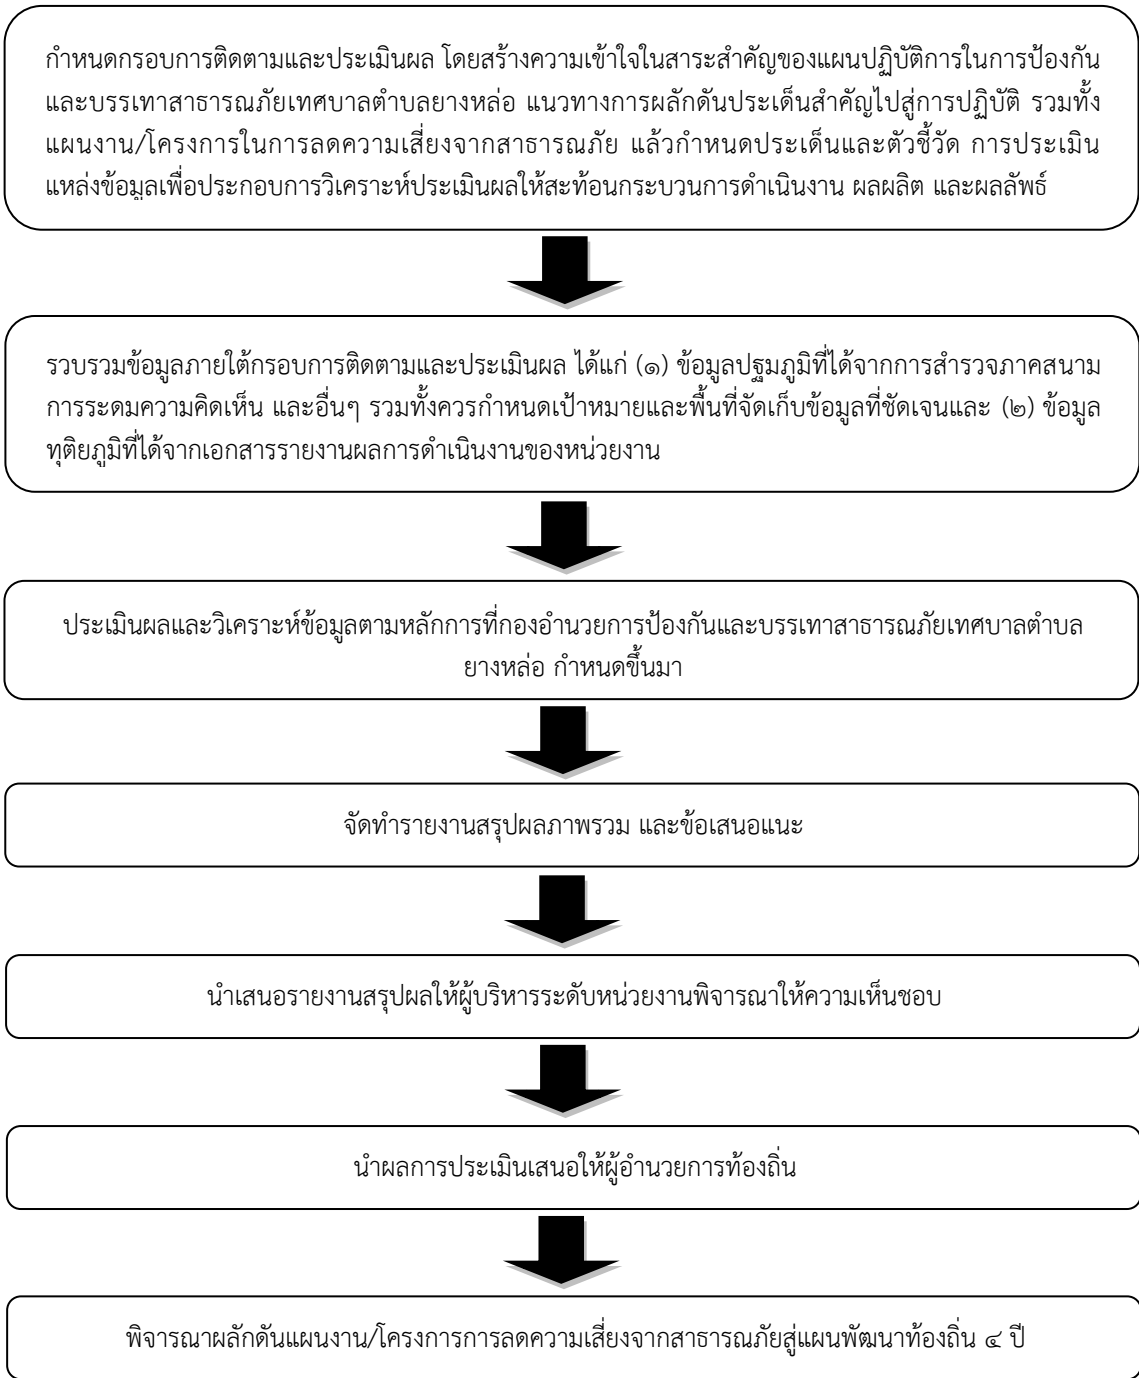 กำหนดกรอบการติดตามและประเมินผล โดยสร้างความเข้าใจในสาระสำคัญของแผนปฏิบัติการในการป้องกัน
และบรรเทาสาธารณภัยเทศบาลตำบลยางหล่อ แนวทางการผลักดันประเด็นสำคัญไปสู่การปฏิบัติ รวมทั้ง
แผนงาน/โครงการในการลดความเสี่ยงจากสาธารณภัย แล้วกำหนดประเด็นและตัวชี้วัด การประเมิน
แหล่งข้อมูลเพื่อประกอบการวิเคราะห์ประเมินผลให้สะท้อนกระบวนการดำเนินงาน ผลผลิต และผลลัพธ์
รวบรวมข้อมูลภายใต้กรอบการติดตามและประเมินผล ได้แก่ (๑) ข้อมูลปฐมภูมิที่ได้จากการสำรวจภาคสนาม
การระดมความคิดเห็น และอื่นๆ รวมทั้งควรกำหนดเป้าหมายและพื้นที่จัดเก็บข้อมูลที่ชัดเจนและ (๒) ข้อมูล
ทุติยภูมิที่ได้จากเอกสารรายงานผลการดำเนินงานของหน่วยงาน
ประเมินผลและวิเคราะห์ข้อมูลตามหลักการที่กองอำนวยการป้องกันและบรรเทาสาธารณภัยเทศบาลตำบล
ยางหล่อ กำหนดขึ้นมา
จัดทำรายงานสรุปผลภาพรวม และข้อเสนอแนะ
นำเสนอรายงานสรุปผลให้ผู้บริหารระดับหน่วยงานพิจารณาให้ความเห็นชอบ
นำผลการประเมินเสนอให้ผู้อำนวยการท้องถิ่น
พิจารณาผลักดันแผนงาน/โครงการการลดความเสี่ยงจากสาธารณภัยสู่แผนพัฒนาท้องถิ่น ๔ ปี